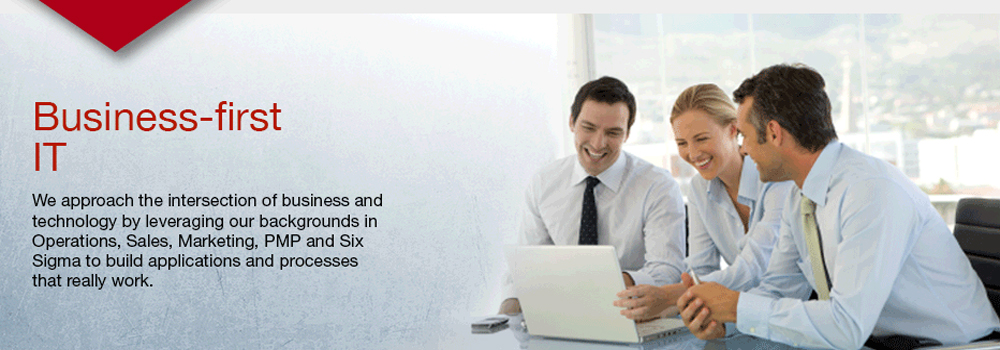 Business-first
IT
We approach the intersection of business and
technology by leveraging our backgrounds in
Operations, Sales, Marketing, PMP and Six
Sigma to build applications and processes
that really work.